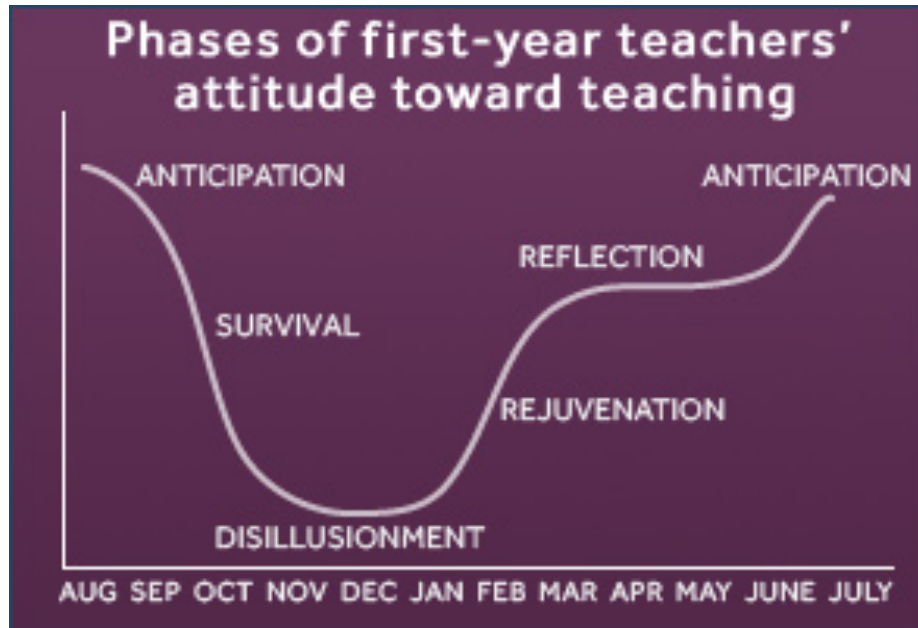 Phases of first-year teachers'
attitude toward teaching
ANTICIPATION
ANTICIPATION
REFLECTION
SURVIVAL
REJUVENATION
DISILLUSIONMENT
AUG SEP OCT NOV DEC JAN FEB MAR APR MAY JUNE JULY